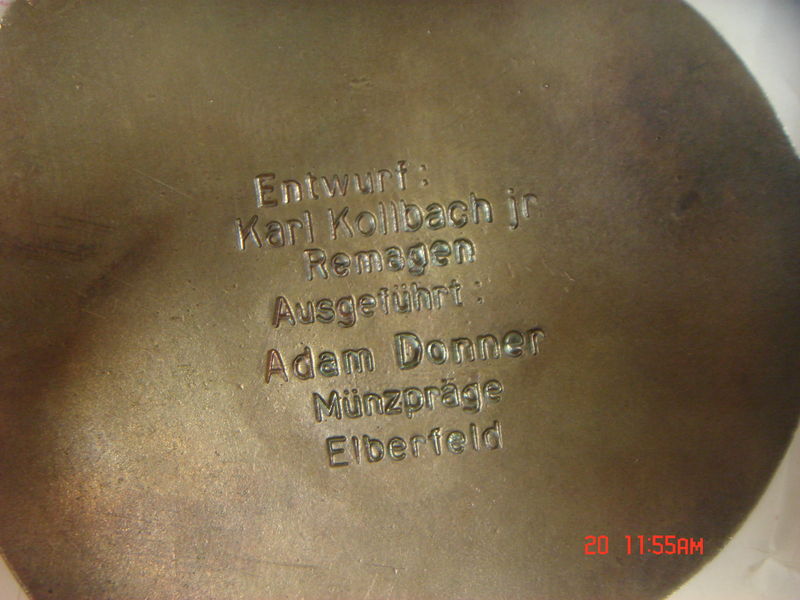 Entwurf:
Karl Kollbach jr
Remagen
Ausgeführt:
Adam Donner
Münzpräge
Elberfeld
20 11:55AM